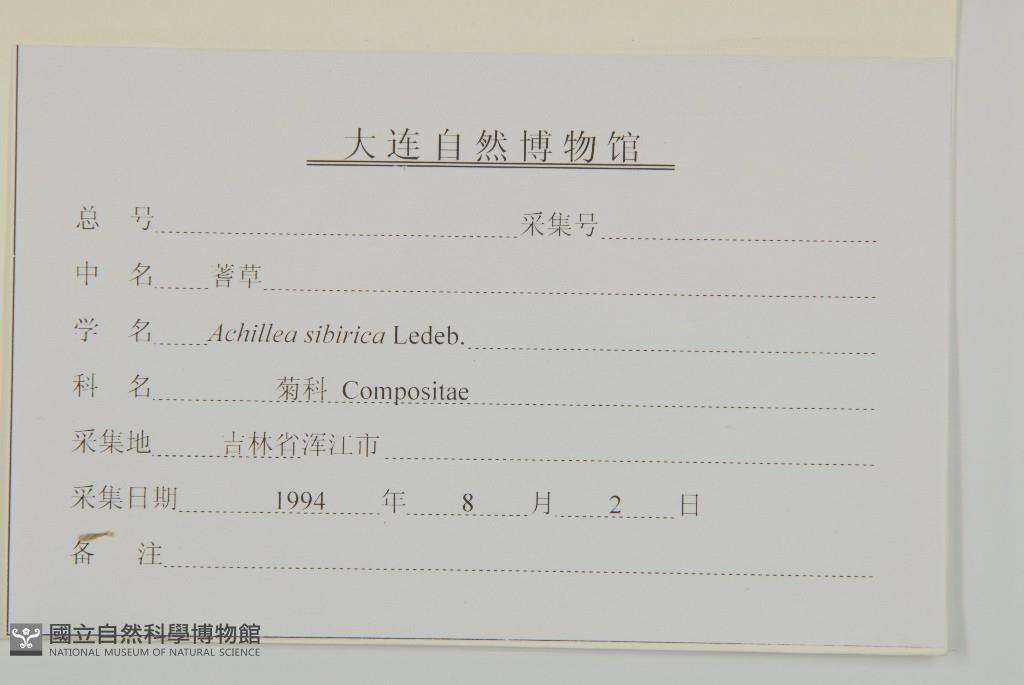 大连自然博物馆
总 号 采集号
中 名 蓍草
学 名 Achillea sibirica Ledeb.
科 名 菊科 Compositae
采集地 吉林省浑江市
采集日期 1994 年 8 月 2 日
备 注
國立自然科學博物館
NATIONAL MUSEUM OF NATURAL SCIENCE